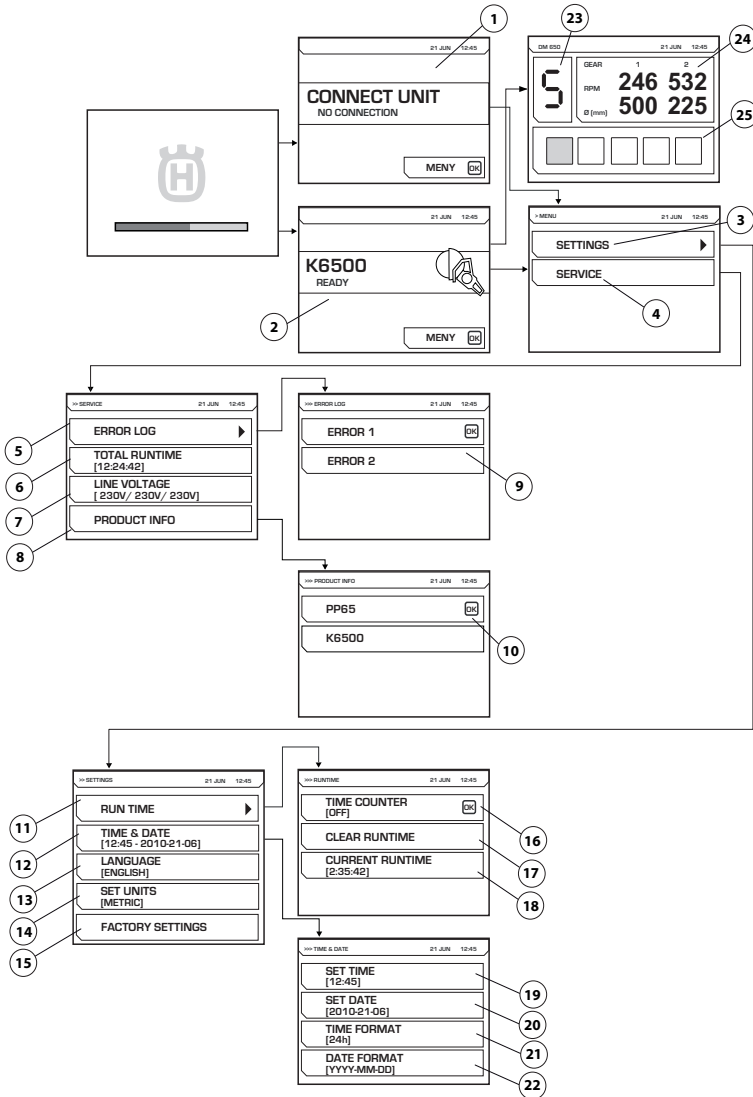 1
21 JUN 12:45
CONNECT UNIT
NO CONNECTION
MENY OK
23
24
25
DM 650 21 JUN 12:45
GEAR 1 2
RPM 246 532
Ø [mm] 500 225
5
H
21 JUN 12:45
K6500
READY
2
MENY OK
> MENU 21 JUN 12:45
SETTINGS
3
SERVICE
4
>> SERVICE 21 JUN 12:45
5
ERROR LOG
6
TOTAL RUNTIME
[12:24:42]
7
LINE VOLTAGE
[ 230V/ 230V/ 230V]
8
PRODUCT INFO
>>> ERROR LOG 21 JUN 12:45
ERROR 1 OK
ERROR 2
9
>>> PRODUCT INFO 21 JUN 12:45
PP65 OK
10
K6500
>> SETTINGS 21 JUN 12:45
11
RUN TIME
12
TIME & DATE
[12:45 - 2010-21-06]
13
LANGUAGE
[ENGLISH]
14
SET UNITS
[METRIC]
15
FACTORY SETTINGS
>>> RUNTIME 21 JUN 12:45
TIME COUNTER
[OFF] OK
16
CLEAR RUNTIME
17
CURRENT RUNTIME
[2:35:42]
18
>>> TIME & DATE 21 JUN 12:45
SET TIME
[12:45]
19
SET DATE
[2010-21-06]
20
TIME FORMAT
[24h]
21
DATE FORMAT
[YYYY-MM-DD]
22